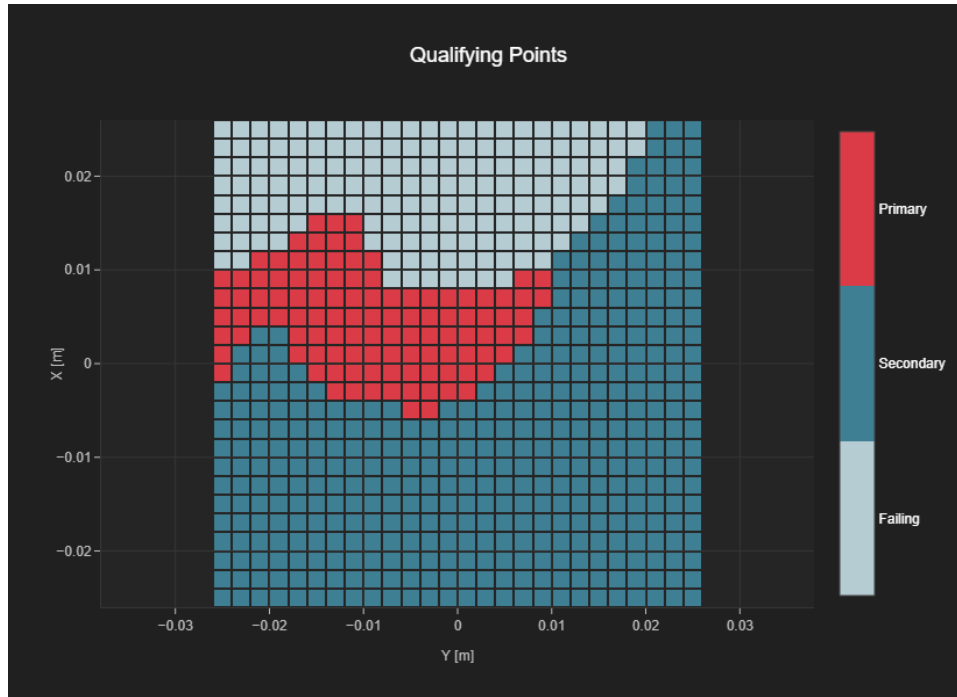 Qualifying Points
0.02
0.01
0
−0.01
−0.02
X [m]
−0.03
−0.02
−0.01
0
0.01
0.02
0.03
Y [m]
Primary
Secondary
Failing